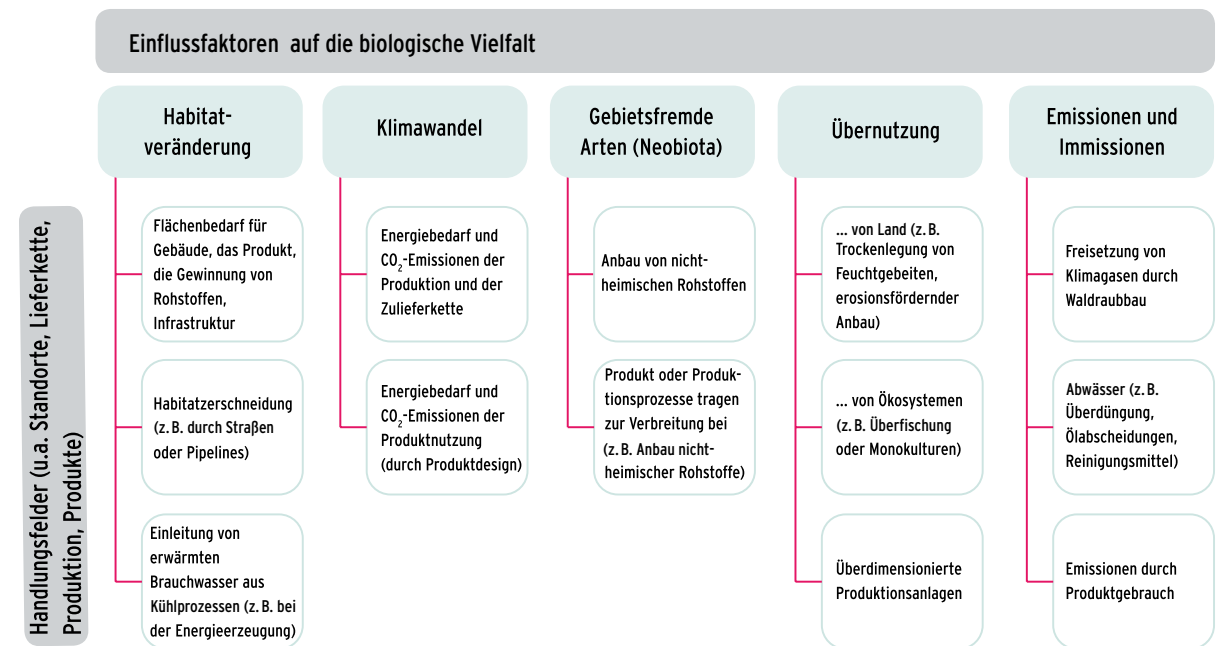 Einflussfaktoren auf die biologische Vielfalt
Habitat-
veränderung
Klimawandel
Gebietsfremde
Arten (Neobiota)
Übernutzung
Emissionen und
Immissionen
Handlungsfelder (u.a. Standorte, Lieferkette,
Produktion, Produkte)
Flächenbedarf für
Gebäude, das Produkt,
die Gewinnung von
Rohstoffen,
Infrastruktur
Energiebedarf und
CO₂-Emissionen der
Produktion und der
Zulieferkette
Anbau von nicht-
heimischen Rohstoffen
... von Land (z. B.
Trockenlegung von
Feuchtgebeiten,
erosionsfördernder
Anbau)
Freisetzung von
Klimagasen durch
Waldraubbau
Habitatzerschneidung
(z. B. durch Straßen
oder Pipelines)
Energiebedarf und
CO₂-Emissionen der
Produktnutzung
(durch Produktdesign)
Produkt oder Produk-
tionsprozesse tragen
zur Verbreitung bei
(z. B. Anbau nicht-
heimischer Rohstoffe)
... von Ökosystemen
(z. B. Überfischung
oder Monokulturen)
Abwässer (z. B.
Überdüngung,
Ölabscheidungen,
Reinigungsmittel)
Einleitung von
erwärmten
Brauchwasser aus
Kühlprozessen (z. B. bei
der Energieerzeugung)
Überdimensionierte
Produktionsanlagen
Emissionen durch
Produktgebrauch